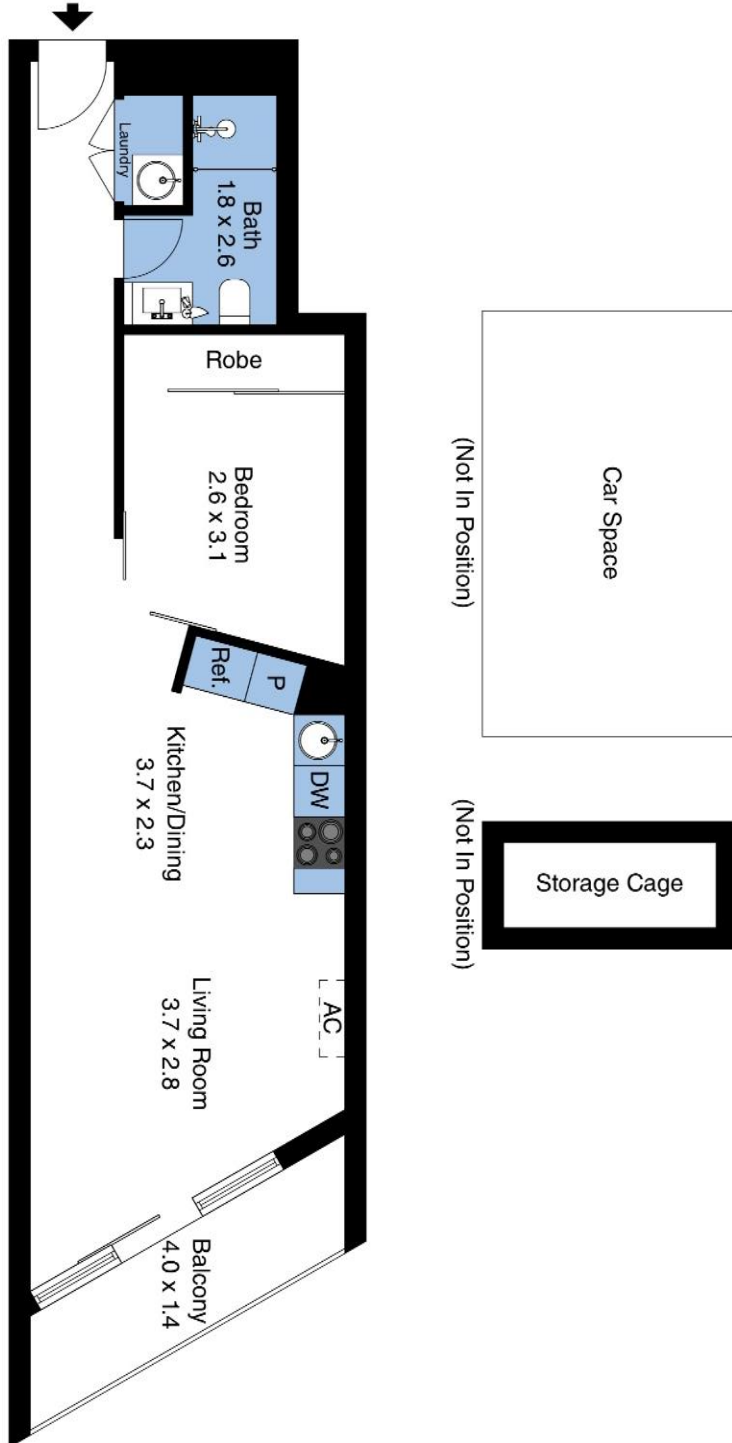 Laundry
Bath
1.8 x 2.6
Robe
Bedroom
2.6 x 3.1
Ref.
P
DW
Kitchen/Dining
3.7 x 2.3
AC
Living Room
3.7 x 2.8
Balcony
4.0 x 1.4
Car Space
(Not In Position)
Storage Cage
(Not In Position)